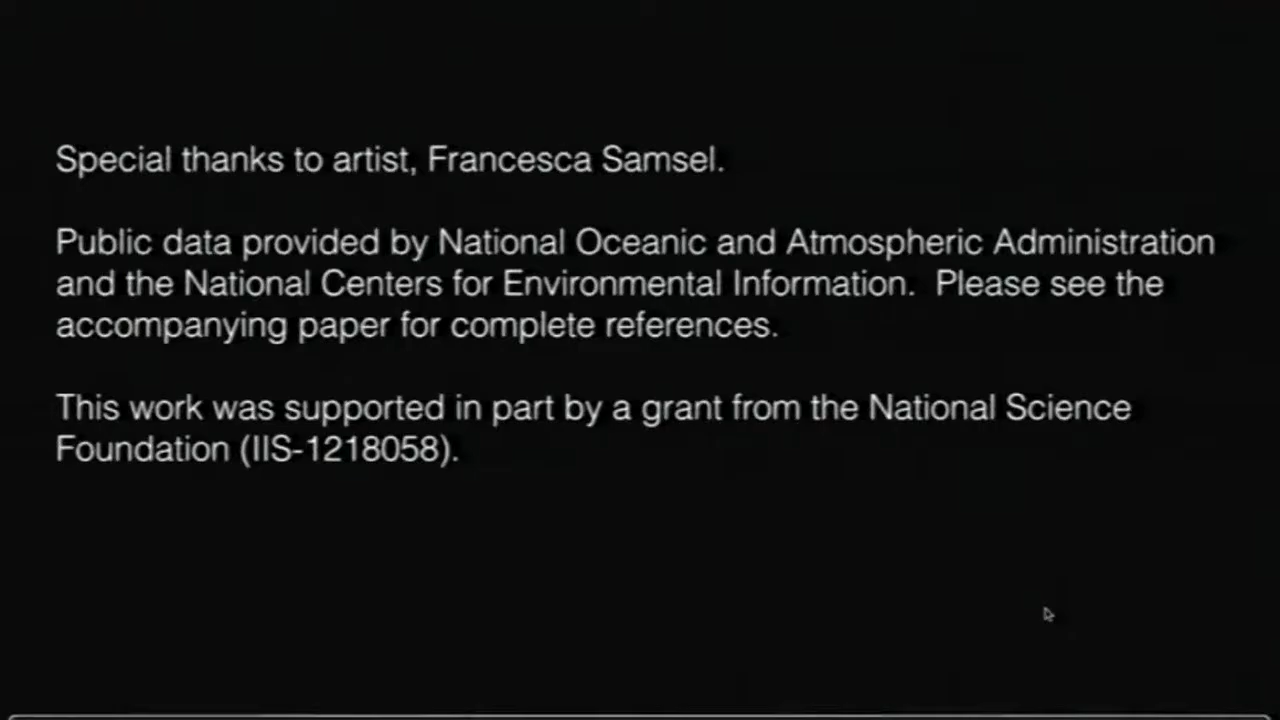 Special thanks to artist, Francesca Samsel.
Public data provided by National Oceanic and Atmospheric Administration
and the National Centers for Environmental Information.  Please see the
accompanying paper for complete references.
This work was supported in part by a grant from the National Science
Foundation (IIS-1218058).